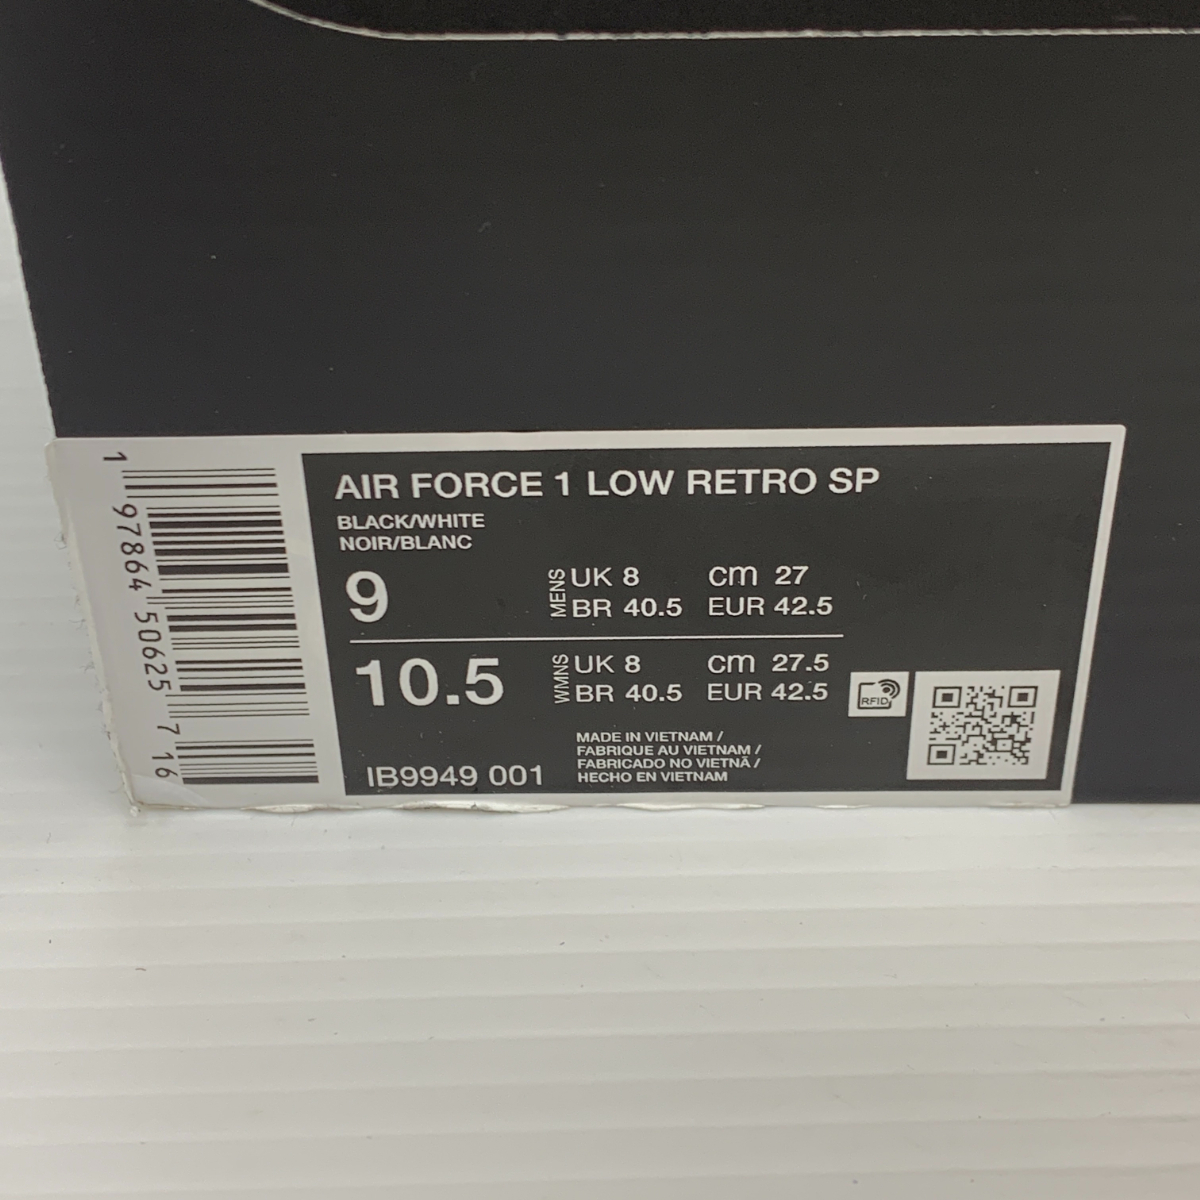 AIR FORCE 1 LOW RETRO SP
BLACK/WHITE
NOIR/BLANC
9
MENS
UK 8 cm 27
BR 40.5 EUR 42.5
10.5
WMNS
UK 8 cm 27.5
BR 40.5 EUR 42.5
RFID
IB9949 001
MADE IN VIETNAM /
FABRIQUE AU VIETNAM /
FABRICADO NO VIETNÃ /
HECHO EN VIETNAM
1 97864 50625 7 16